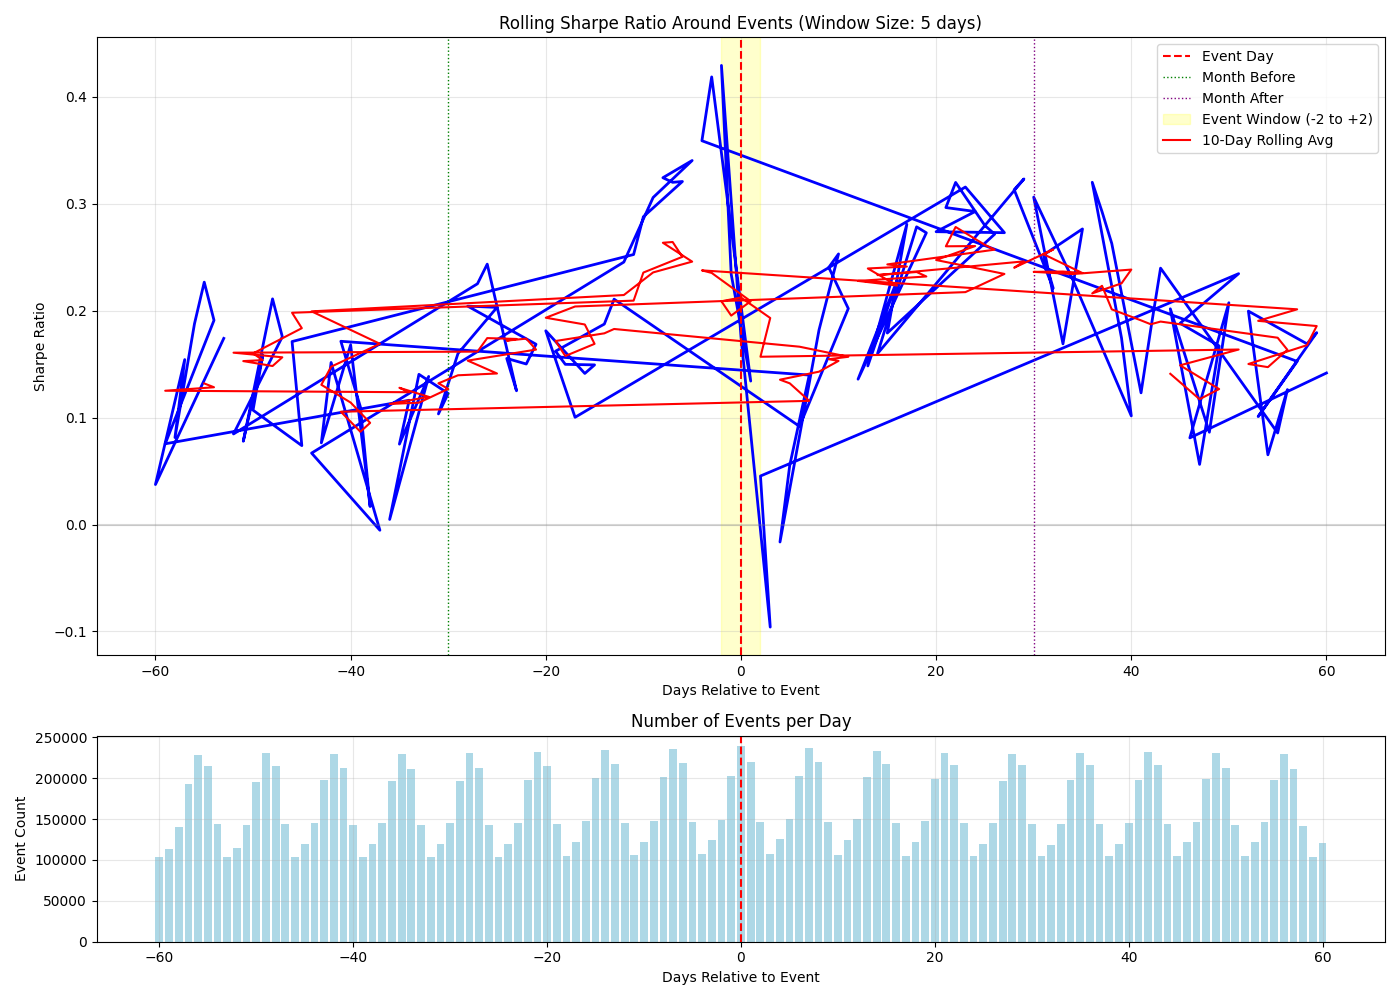 Rolling Sharpe Ratio Around Events (Window Size: 5 days)
Event Day
Month Before
Month After
Event Window (-2 to +2)
10-Day Rolling Avg
Sharpe Ratio
0.4
0.3
0.2
0.1
0.0
−0.1
−60 −40 −20 0 20 40 60
Days Relative to Event
Number of Events per Day
Event Count
250000
200000
150000
100000
50000
0
−60 −40 −20 0 20 40 60
Days Relative to Event